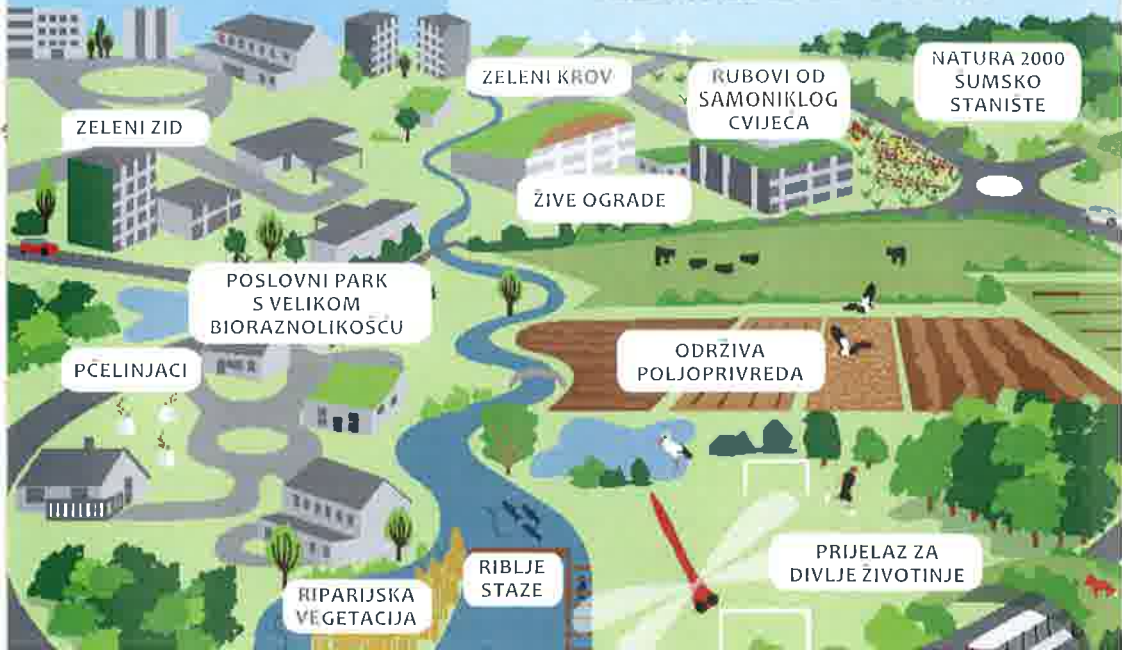 ZELENI KROV
RUBOVI OD
SAMONIKLOG
CVIJEĆA
NATURA 2000
ŠUMSKO
STANIŠTE
ZELENI ZID
ŽIVE OGRADE
POSLOVNI PARK
S VELIKOM
BIORAZNOLIKOŠĆU
PČELINJACI
ODRŽIVA
POLJOPRIVREDA
RIBLJE
STAZE
PRIJELAZ ZA
DIVLJE ŽIVOTINJE
RIPARIJSKA
VEGETACIJA